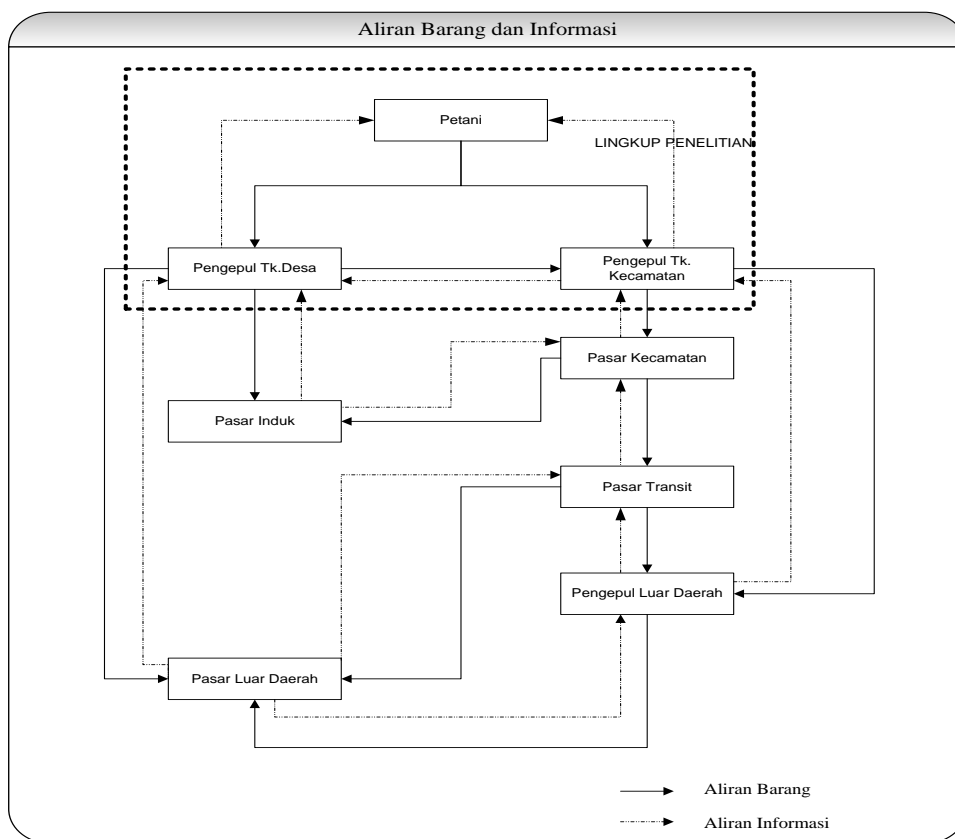 Aliran Barang dan Informasi
Petani
LINGKUP PENELITIAN
Pengepul Tk.Desa
Pengepul Tk.
Kecamatan
Pasar Kecamatan
Pasar Induk
Pasar Transit
Pengepul Luar Daerah
Pasar Luar Daerah
Aliran Barang
Aliran Informasi